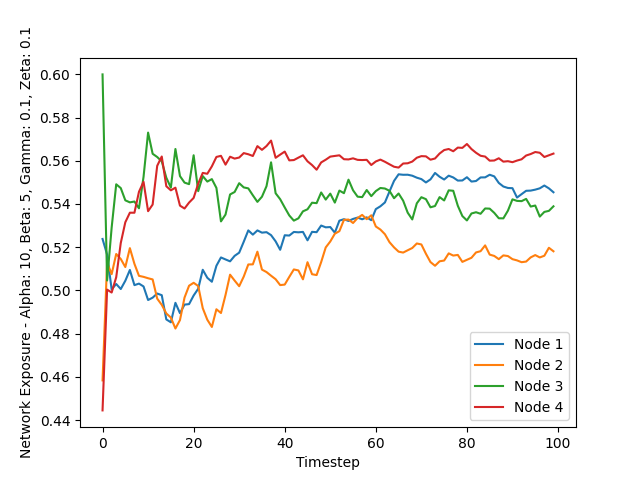 Network Exposure - Alpha: 10, Beta: 5, Gamma: 0.1, Zeta: 0.1
0.60
0.58
0.56
0.54
0.52
0.50
0.48
0.46
0.44
Node 1
Node 2
Node 3
Node 4
0 20 40 60 80 100
Timestep